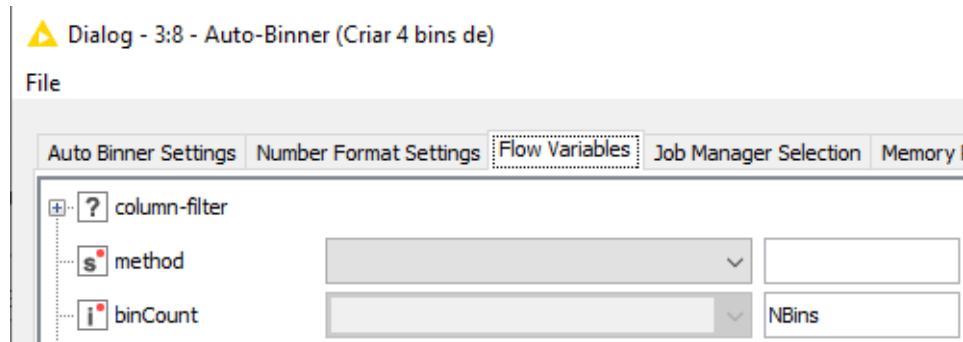 Dialog - 3:8 - Auto-Binner (Criar 4 bins de)
File
Auto Binner Settings Number Format Settings Flow Variables Job Manager Selection Memory
? column-filter
s method
i binCount NBins